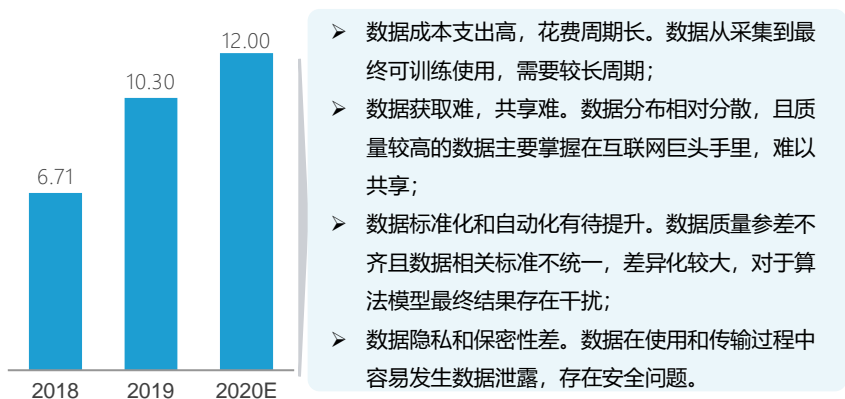 12.00
10.30
6.71
2018 2019 2020E
➢ 数据成本支出高，花费周期长。数据从采集到最
终可训练使用，需要较长周期；
➢ 数据获取难，共享难。数据分布相对分散，且质
量较高的数据主要掌握在互联网巨头手里，难以
共享；
➢ 数据标准化和自动化有待提升。数据质量参差不
齐且数据相关标准不统一，差异化较大，对于算
法模型最终结果存在干扰；
➢ 数据隐私和保密性差。数据在使用和传输过程中
容易发生数据泄露，存在安全问题。